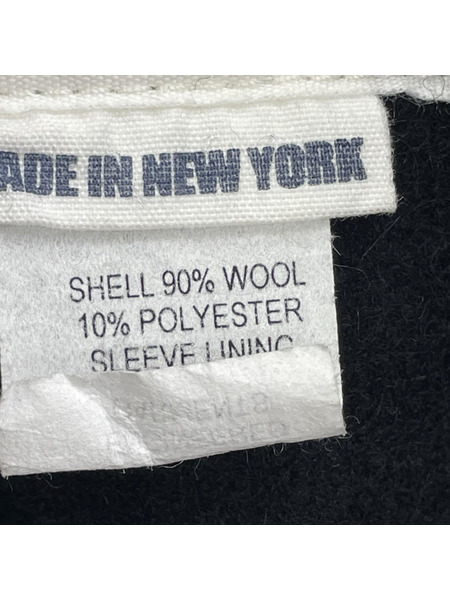 ADE IN NEW YORK
SHELL 90% WOOL
10% POLYESTER
SLEEVE LINING